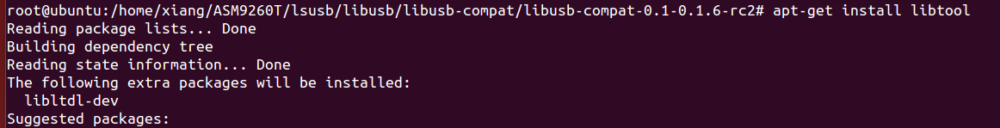 root@ubuntu:/home/xiang/ASM9260T/lsusb/libusb/libusb-compat/libusb-compat-0.1-0.1.6-rc2# apt-get install libtool
Reading package lists... Done
Building dependency tree
Reading state information... Done
The following extra packages will be installed:
  libltdl-dev
Suggested packages: